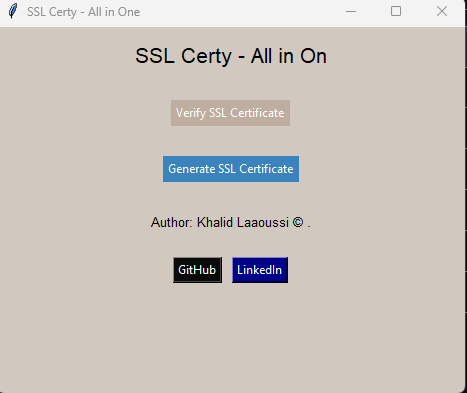 SSL Certy - All in One
SSL Certy - All in On
Verify SSL Certificate
Generate SSL Certificate
Author: Khalid Laaoussi © .
GitHub LinkedIn